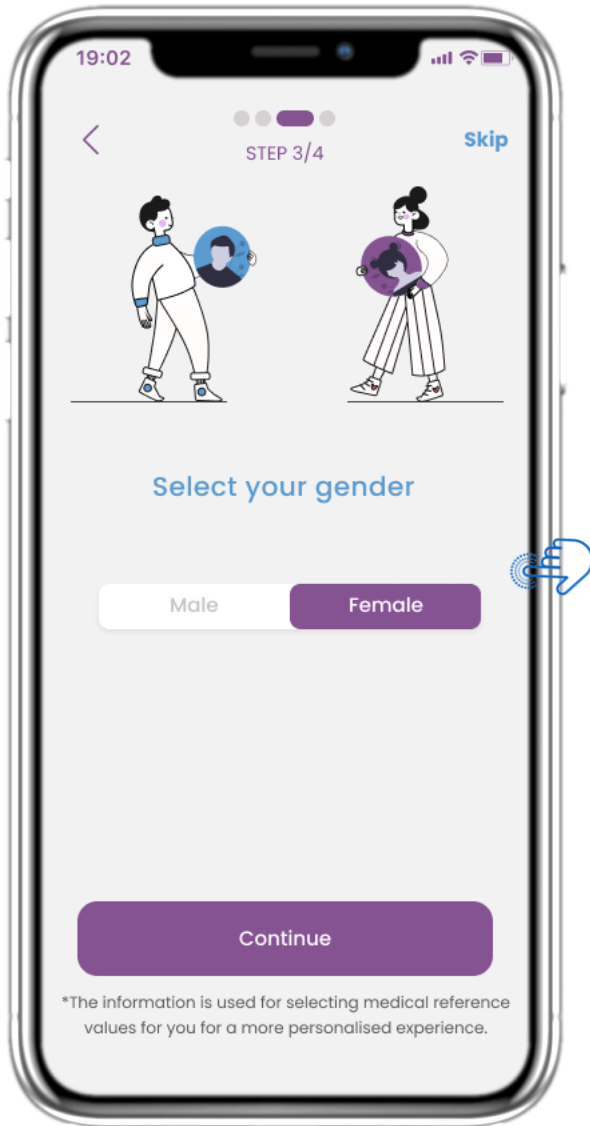 19:02
Skip
STEP 3/4
Select your gender
Male
Female
Continue
*The information is used for selecting medical reference
values for you for a more personalised experience.